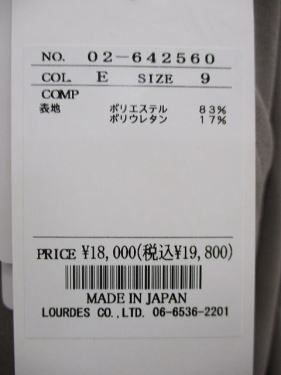 NO. 02-642560
COL. E SIZE 9
COMP
表地 ポリエステル 83%
ポリウレタン 17%
PRICE ¥18,000(税込¥19,800)
MADE IN JAPAN
LOURDES CO.,LTD. 06-6536-2201